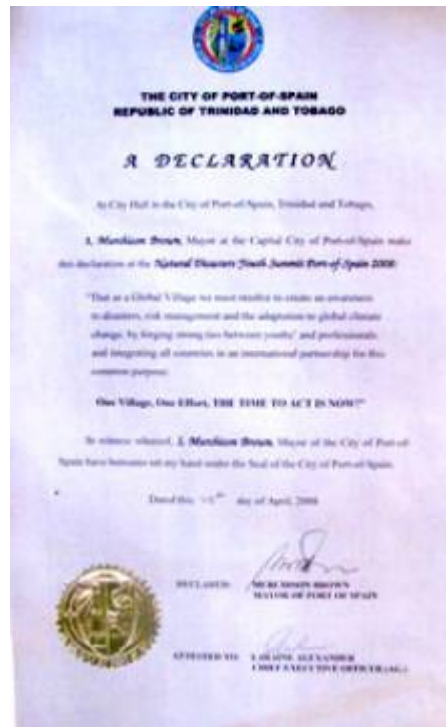 THE CITY OF PORT-OF-SPAIN
REPUBLIC OF TRINIDAD AND TOBAGO
A DECLARATION
At City Hall in the City of Port-of-Spain, Trinidad and Tobago,
I, Murchison Brown, Mayor at the Capital City of Port-of-Spain make
this declaration at the Natural Disasters Youth Summit Port-of-Spain 2008:
"That as a Global Village we must resolve to create an awareness
to disasters, risk management and the adaptation to global climate
change, by forging strong ties between youths' and professionals
and integrating all countries in an international partnership for this
common purpose.
One Village, One Effort, THE TIME TO ACT IS NOW!"
In witness whereof, I, Murchison Brown, Mayor of the City of Port-of-
Spain have hereunto set my hand under the Seal of the City of Port-of-Spain.
Dated this day of April, 2008
DECLARED:
MURCHISON BROWN
MAYOR OF PORT OF SPAIN
ATTESTED TO:
ALEXANDER
CHIEF EXECUTIVE OFFICER (AG.)